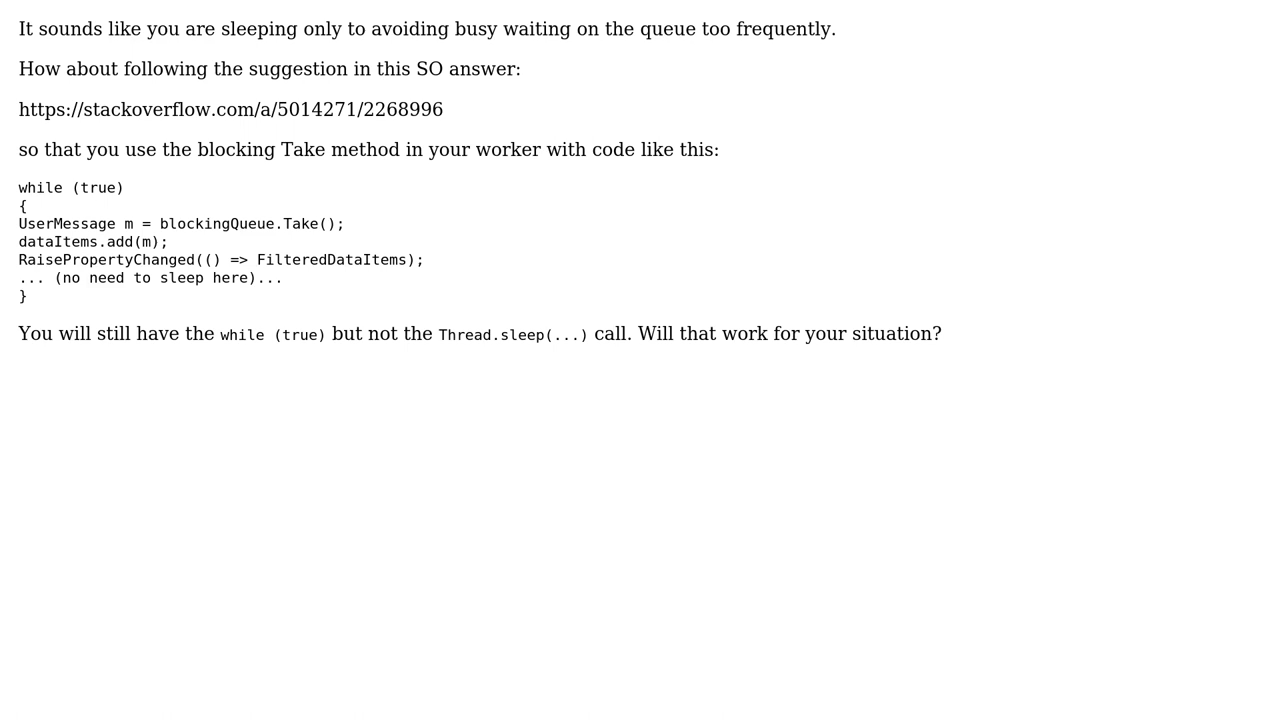 It sounds like you are sleeping only to avoiding busy waiting on the queue too frequently.
How about following the suggestion in this SO answer:
https://stackoverflow.com/a/5014271/2268996
so that you use the blocking Take method in your worker with code like this:
while (true)
{
UserMessage m = blockingQueue.Take();
dataItems.add(m);
RaisePropertyChanged(() => FilteredDataItems);
... (no need to sleep here)...
}
You will still have the while (true) but not the Thread.sleep(...) call. Will that work for your situation?